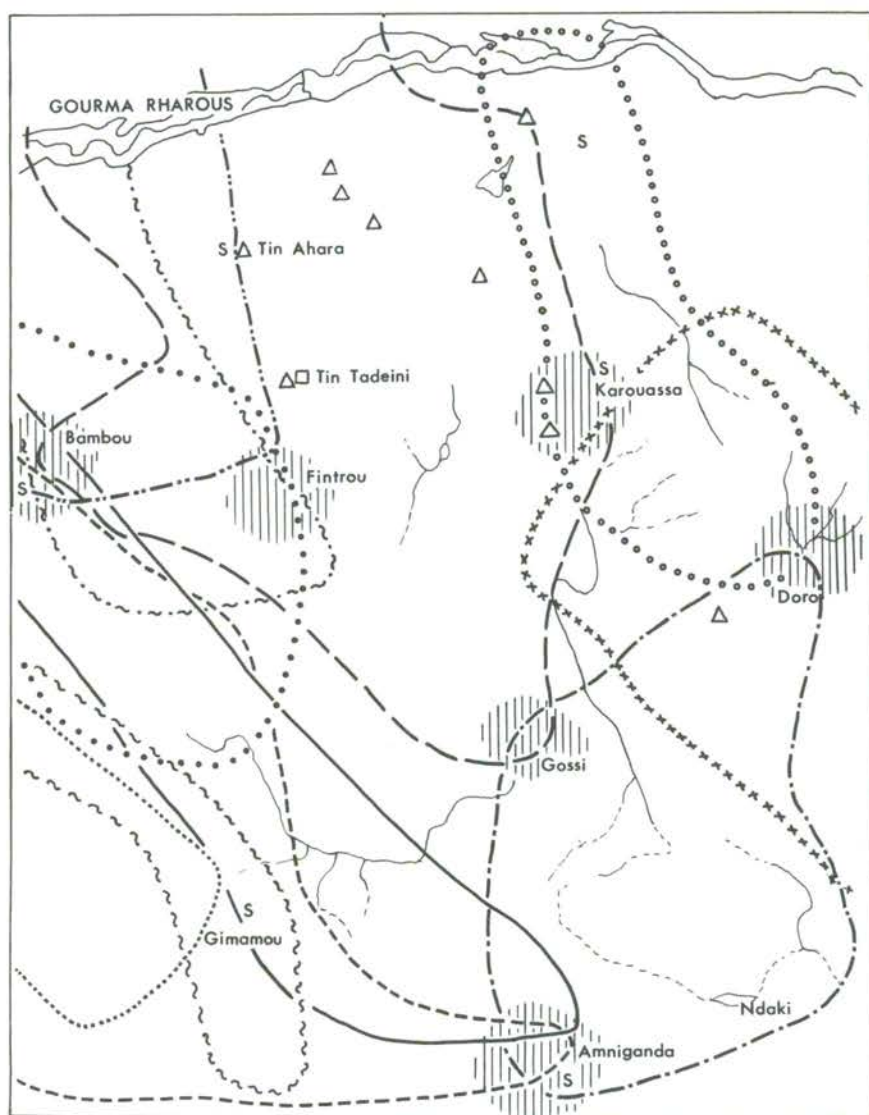 GOURMA RHAROUS
S
S Tin Ahara
Tin Tadeini
S
Karouassa
Bambou
Fintrou
S
Doro
Gossi
S
Gimamou
Ndaki
Amniganda
S